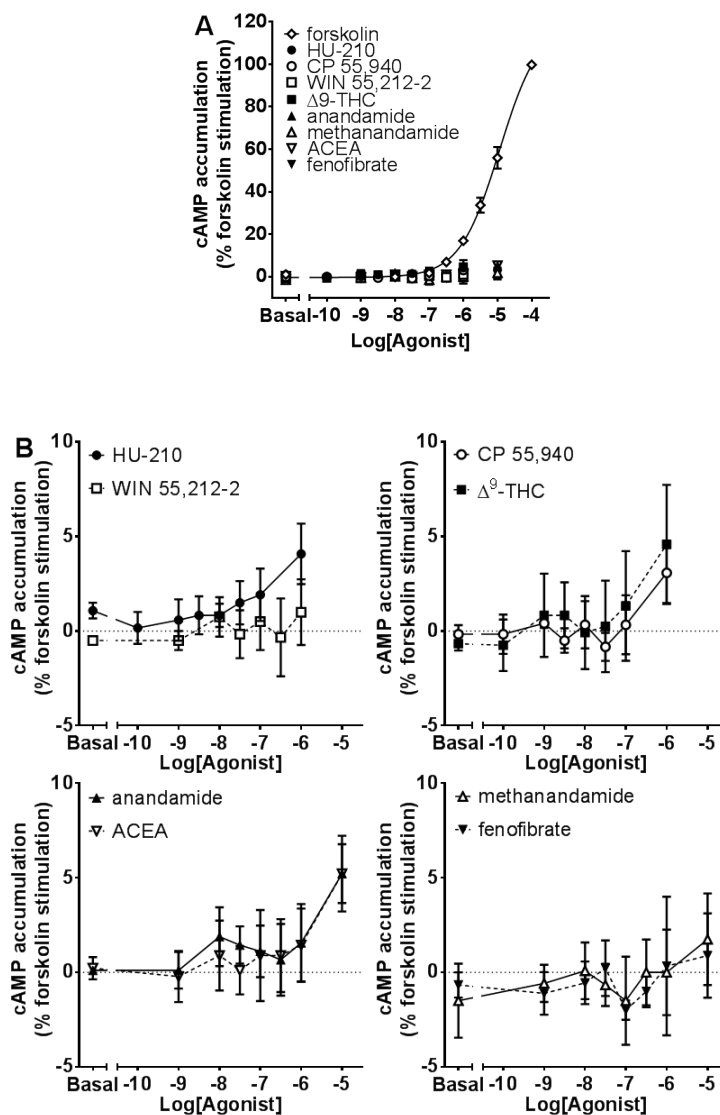 A
cAMP accumulation
(% forskolin stimulation)
120
100
80
60
40
20
0
forskolin
HU-210
CP 55,940
WIN 55,212-2
Δ9-THC
anandamide
methanandamide
ACEA
fenofibrate
Basal -10 -9 -8 -7 -6 -5 -4
Log[Agonist]
B
cAMP accumulation
(% forskolin stimulation)
10
5
0
-5
HU-210
WIN 55,212-2
Basal -10 -9 -8 -7 -6 -5
Log[Agonist]
cAMP accumulation
(% forskolin stimulation)
10
5
0
-5
CP 55,940
Δ⁹-THC
Basal -10 -9 -8 -7 -6 -5
Log[Agonist]
cAMP accumulation
(% forskolin stimulation)
10
5
0
-5
anandamide
ACEA
Basal -10 -9 -8 -7 -6 -5
Log[Agonist]
cAMP accumulation
(% forskolin stimulation)
10
5
0
-5
methanandamide
fenofibrate
Basal -10 -9 -8 -7 -6 -5
Log[Agonist]